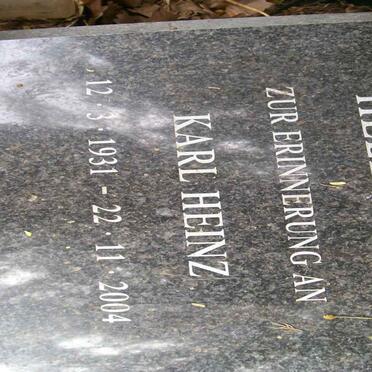 ZUR ERINNERUNG AN
KARL HEINZ
12 · 3 · 1931 – 22 · 11 · 2004